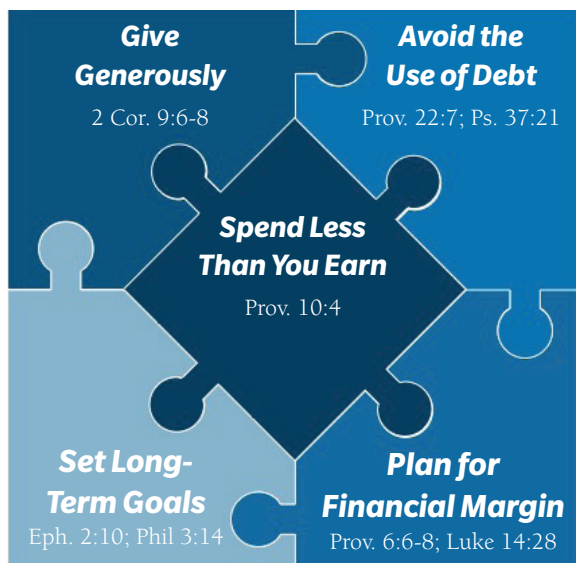 Give
Generously
2 Cor. 9:6-8
Avoid the
Use of Debt
Prov. 22:7; Ps. 37:21
Spend Less
Than You Earn
Prov. 10:4
Set Long-
Term Goals
Eph. 2:10; Phil 3:14
Plan for
Financial Margin
Prov. 6:6-8; Luke 14:28